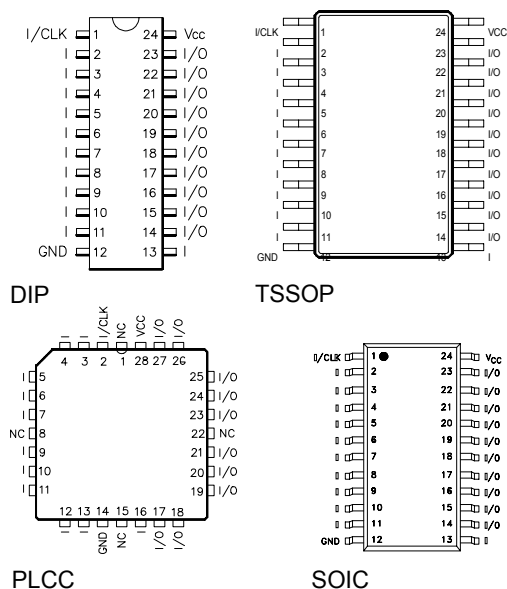 I/CLK 1 24 Vcc
I 2 23 I/O
I 3 22 I/O
I 4 21 I/O
I 5 20 I/O
I 6 19 I/O
I 7 18 I/O
I 8 17 I/O
I 9 16 I/O
I 10 15 I/O
I 11 14 I/O
GND 12 13 I
DIP
I/CLK 1 24 VCC
I 2 23 I/O
I 3 22 I/O
I 4 21 I/O
I 5 20 I/O
I 6 19 I/O
I 7 18 I/O
I 8 17 I/O
I 9 16 I/O
I 10 15 I/O
I 11 14 I/O
GND 12 13 I
TSSOP
I I I/CLK NC VCC I/O I/O
4 3 2 1 28 27 26
I 5 25 I/O
I 6 24 I/O
I 7 23 I/O
NC 8 22 NC
I 9 21 I/O
I 10 20 I/O
I 11 19 I/O
12 13 14 15 16 17 18
I I GND NC I I/O I/O
PLCC
I/CLK 1 24 VCC
I 2 23 I/O
I 3 22 I/O
I 4 21 I/O
I 5 20 I/O
I 6 19 I/O
I 7 18 I/O
I 8 17 I/O
I 9 16 I/O
I 10 15 I/O
I 11 14 I/O
GND 12 13 I
SOIC